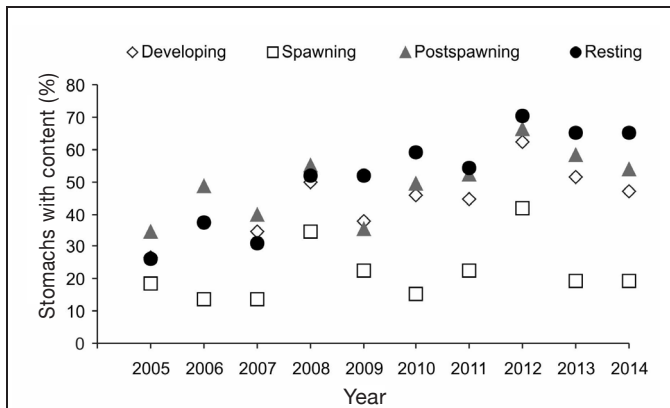 Developing Spawning Postspawning Resting
Stomachs with content (%)
80
70
60
50
40
30
20
10
0
2005 2006 2007 2008 2009 2010 2011 2012 2013 2014
Year